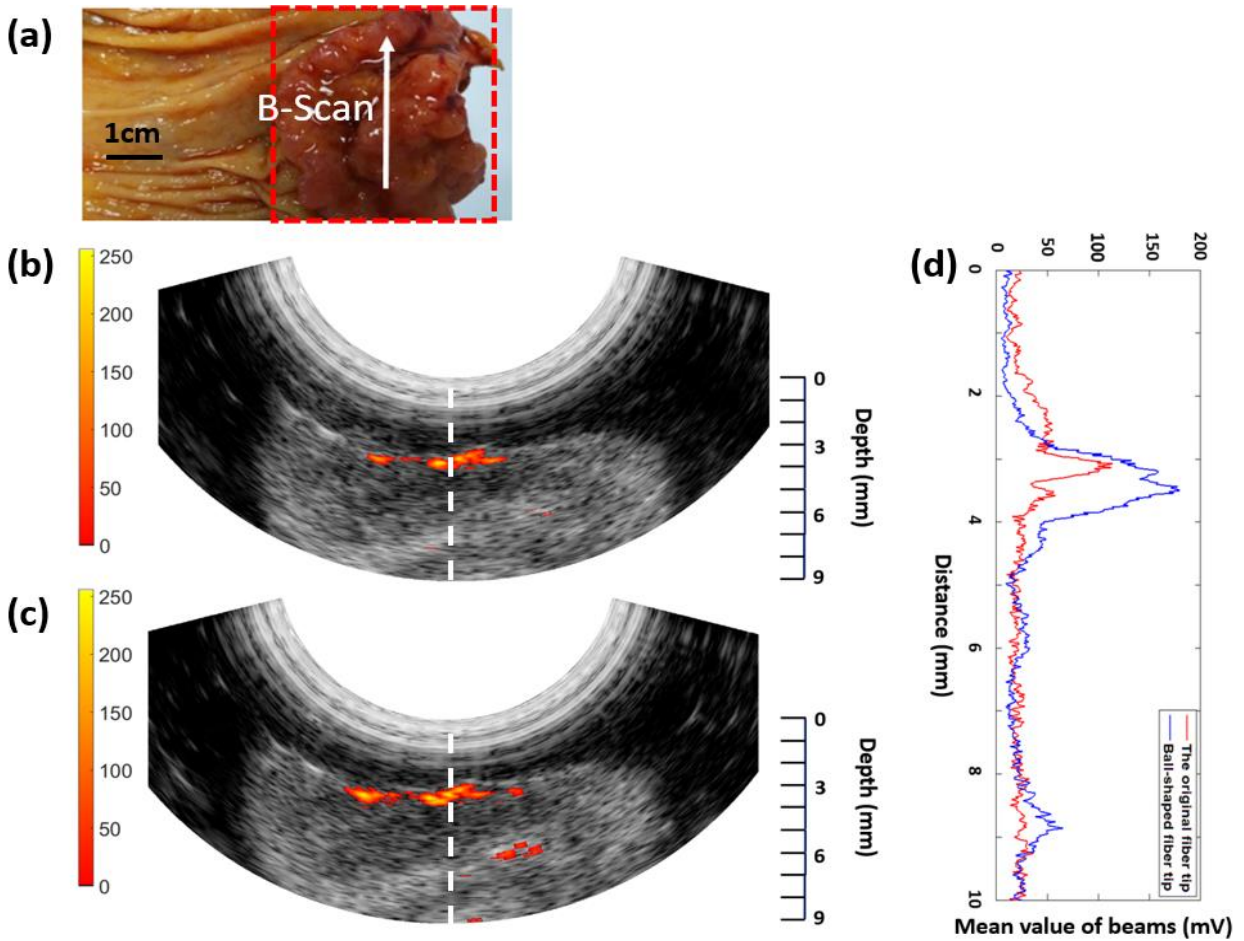 (a)
B-Scan
1cm
(b)
250
200
150
100
50
0
0
3
6
9
Depth (mm)
(c)
250
200
150
100
50
0
0
3
6
9
Depth (mm)
(d)
0 50 100 150 200
0
2
4
6
8
10
Distance (mm)
The original fiber tip
Ball-shaped fiber tip
Mean value of beams (mV)